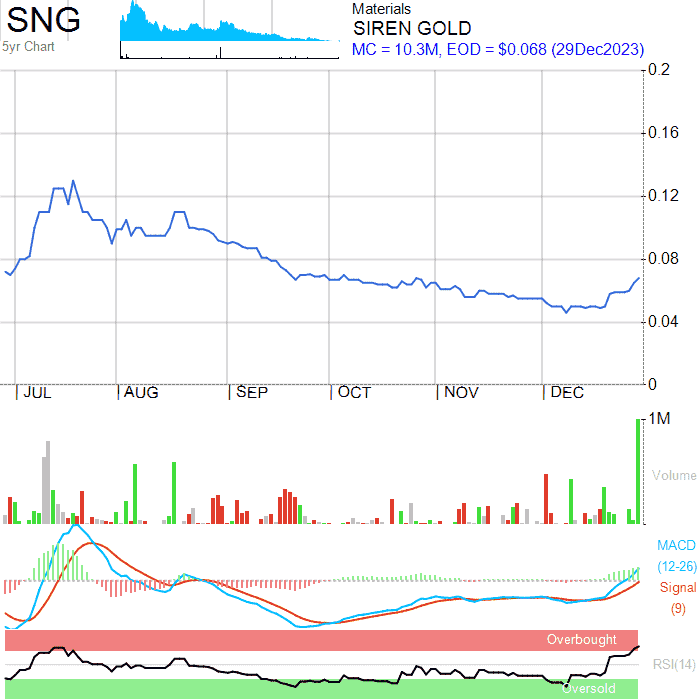 SNG
5yr Chart
Materials
SIREN GOLD
MC = 10.3M, EOD = $0.068 (29Dec2023)
0.2
0.16
0.12
0.08
0.04
0
JUL AUG SEP OCT NOV DEC
1M
Volume
MACD
(12-26)
Signal
(9)
Overbought
RSI(14)
Oversold